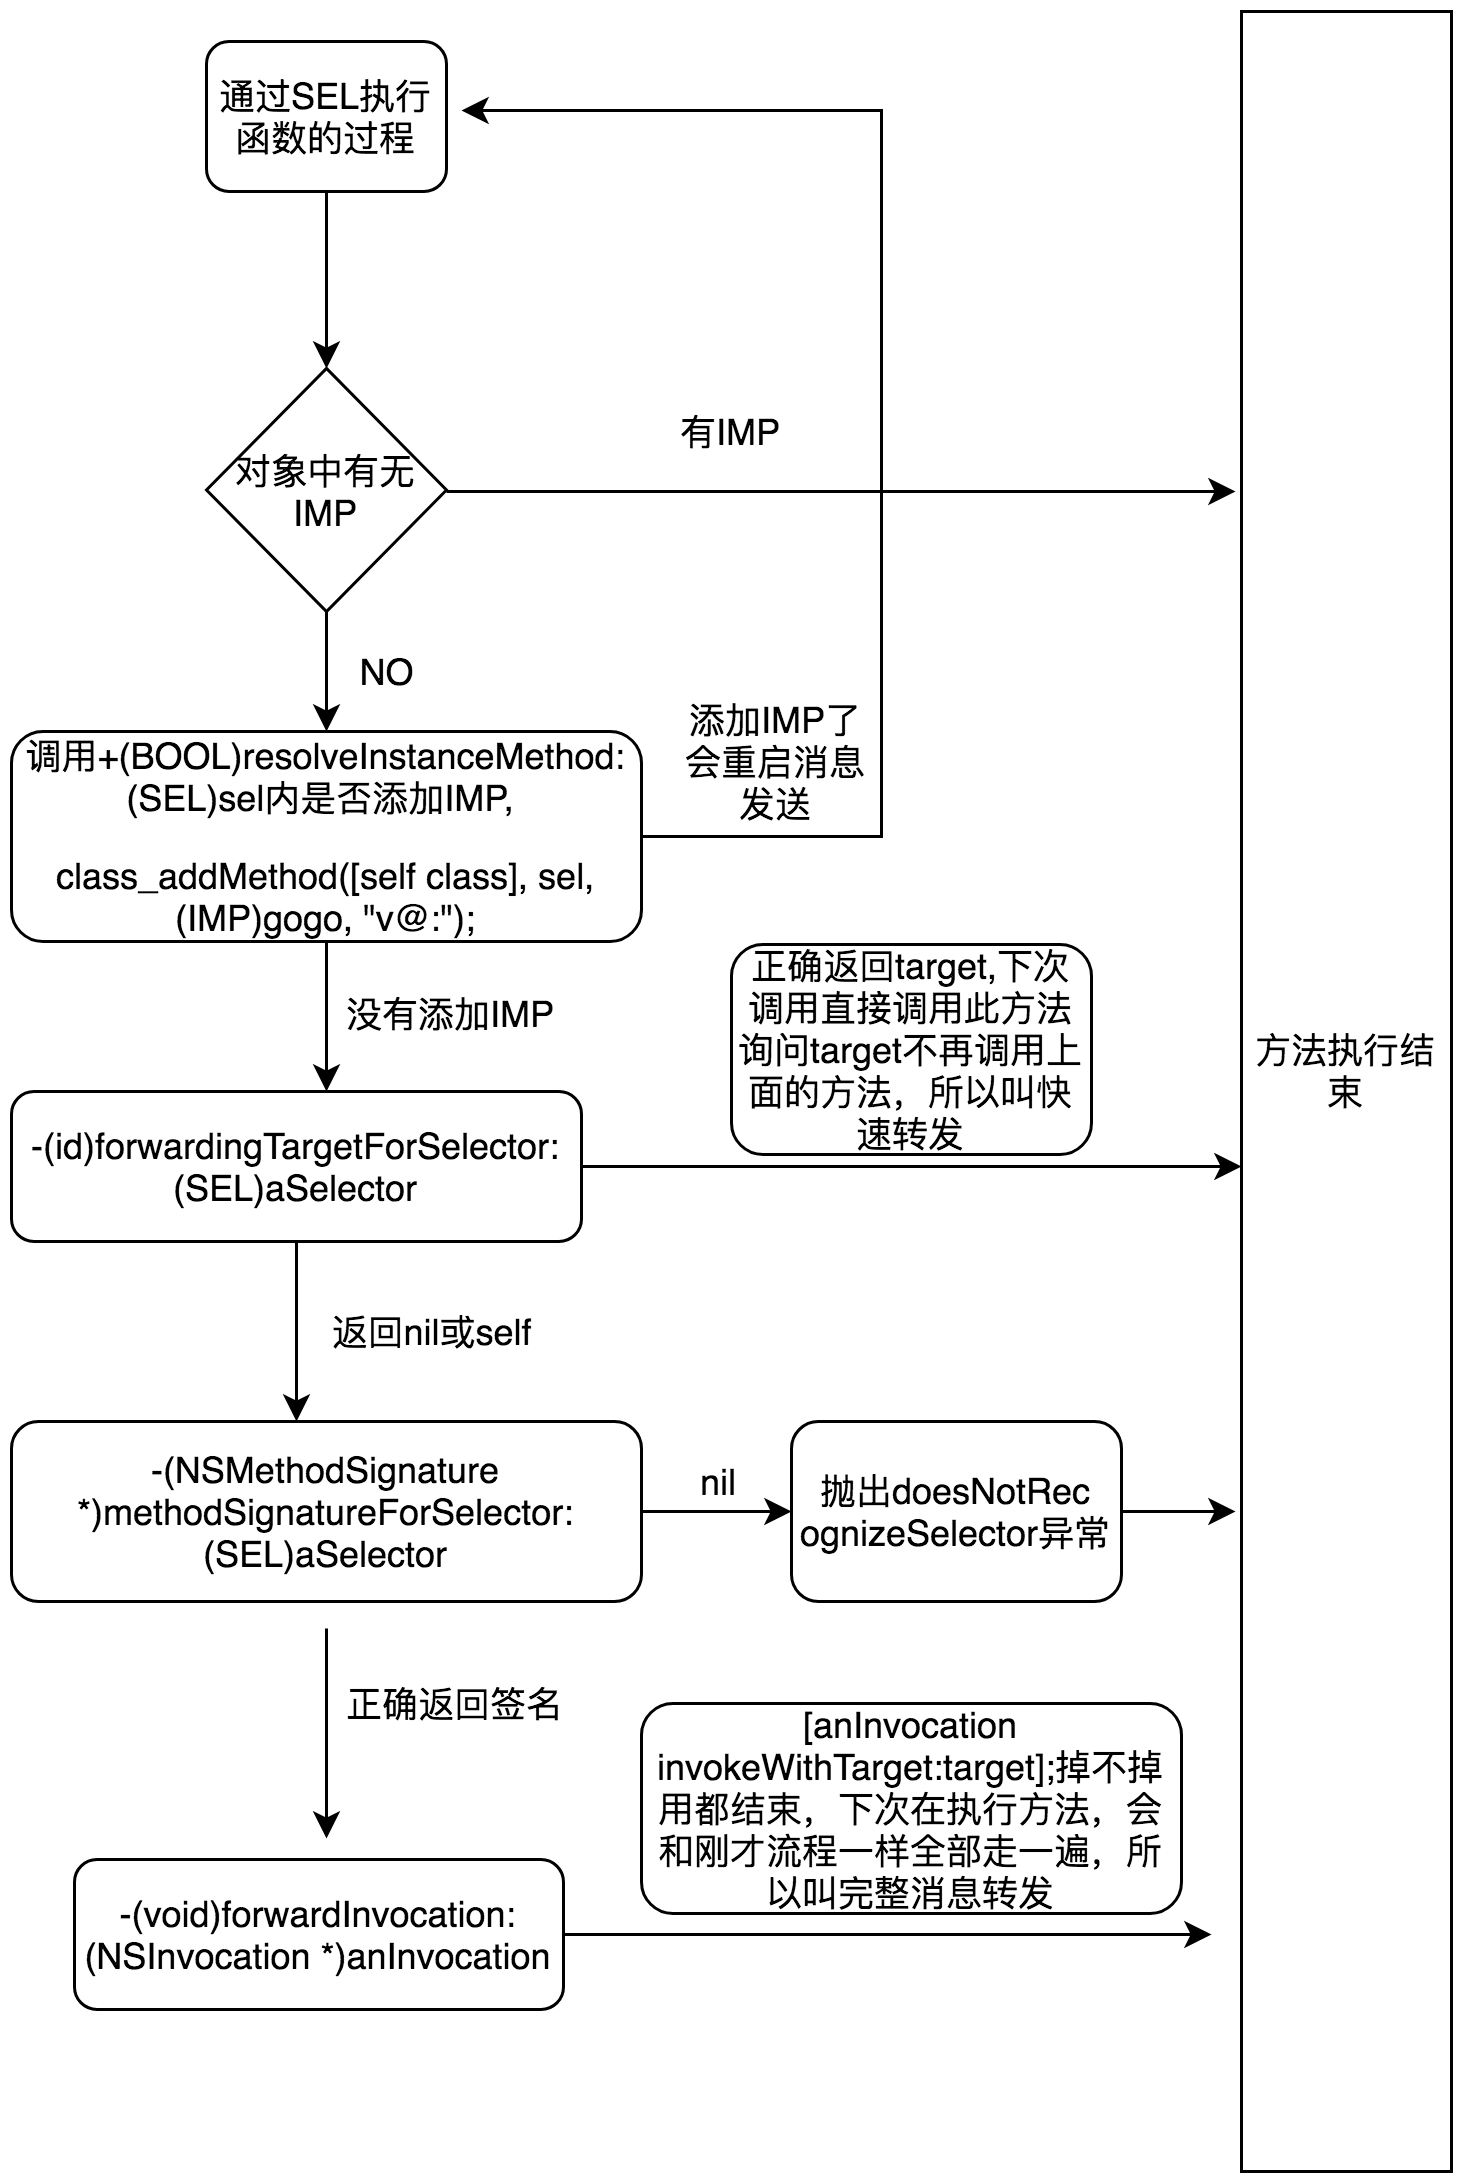 通过SEL执行
函数的过程
有IMP
对象中有无
IMP
NO
添加IMP了
会重启消息
发送
调用+(BOOL)resolveInstanceMethod:
(SEL)sel内是否添加IMP,
class_addMethod([self class], sel,
(IMP)gogo, "v@:");
没有添加IMP
正确返回target,下次
调用直接调用此方法
询问target不再调用上
面的方法，所以叫快
速转发
方法执行结
束
-(id)forwardingTargetForSelector:
(SEL)aSelector
返回nil或self
-(NSMethodSignature
*)methodSignatureForSelector:
(SEL)aSelector
nil
抛出doesNotRec
ognizeSelector异常
正确返回签名
[anInvocation
invokeWithTarget:target];掉不掉
用都结束，下次在执行方法，会
和刚才流程一样全部走一遍，所
以叫完整消息转发
-(void)forwardInvocation:
(NSInvocation *)anInvocation